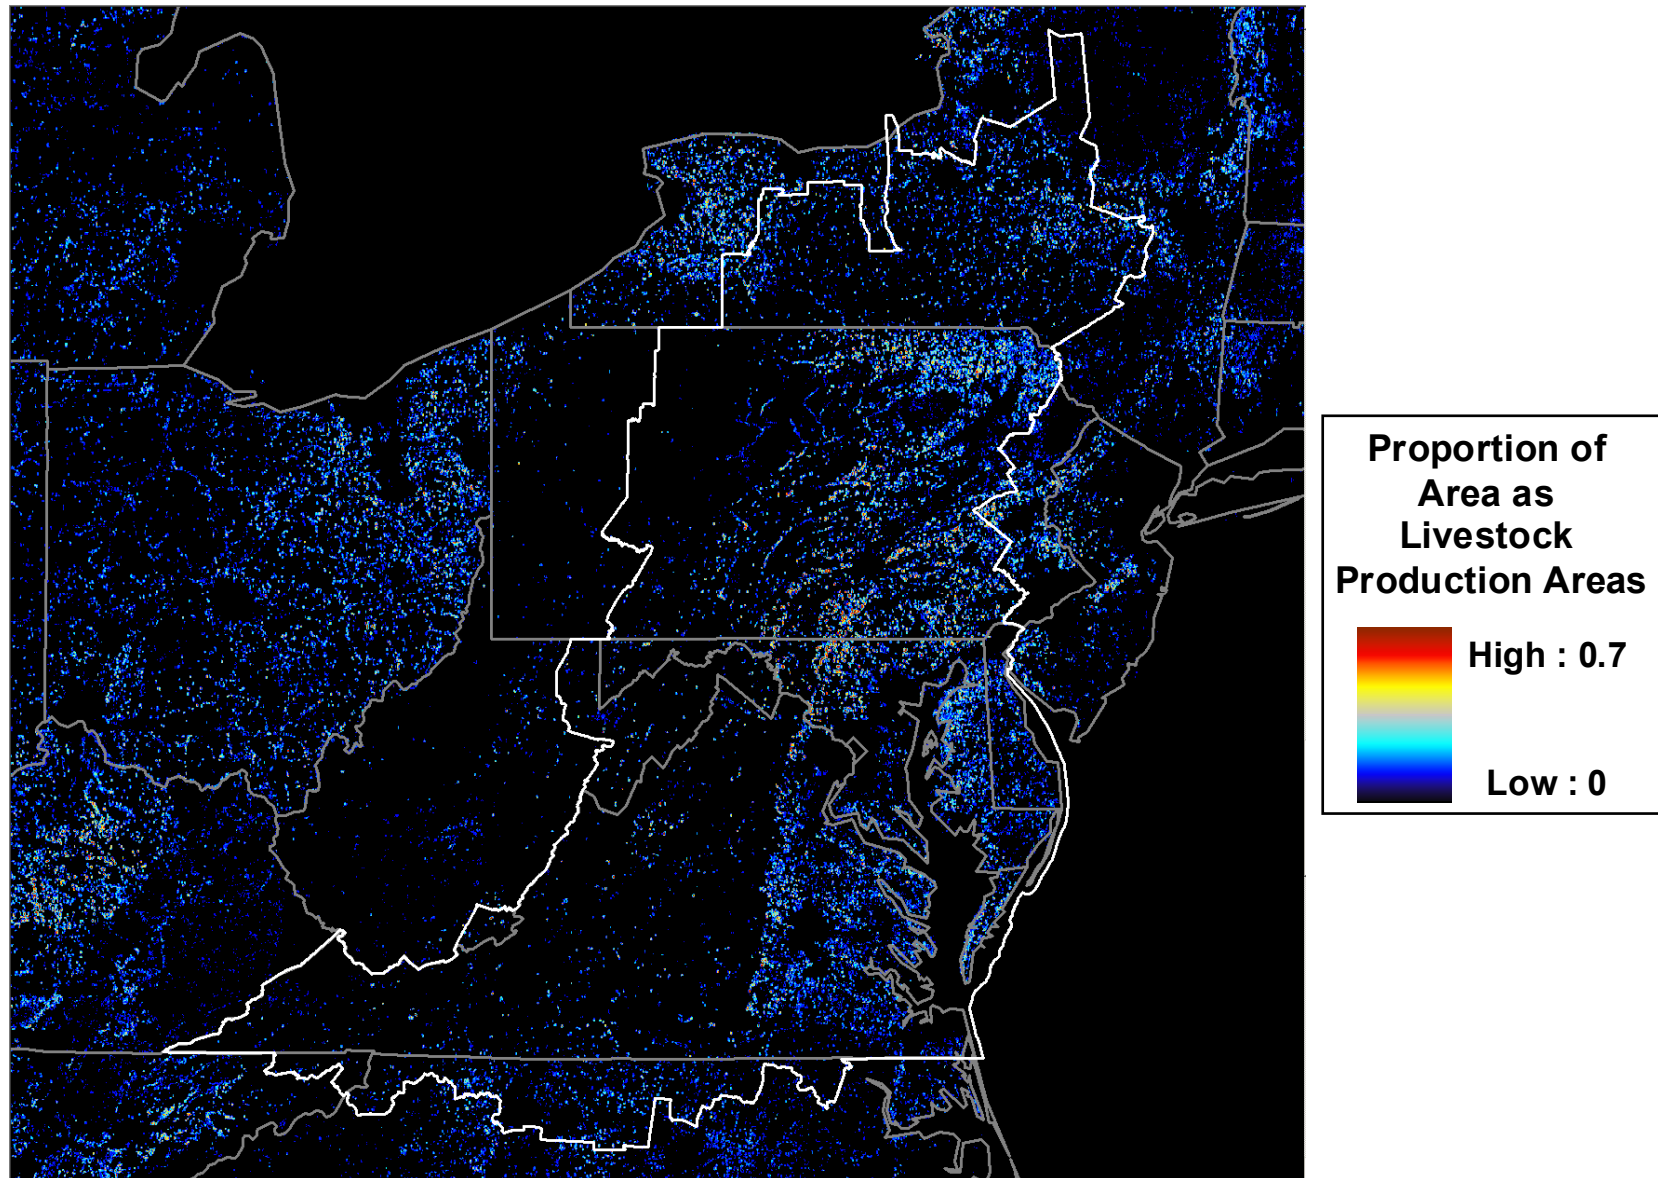 Proportion of
Area as
Livestock
Production Areas
High : 0.7
Low : 0